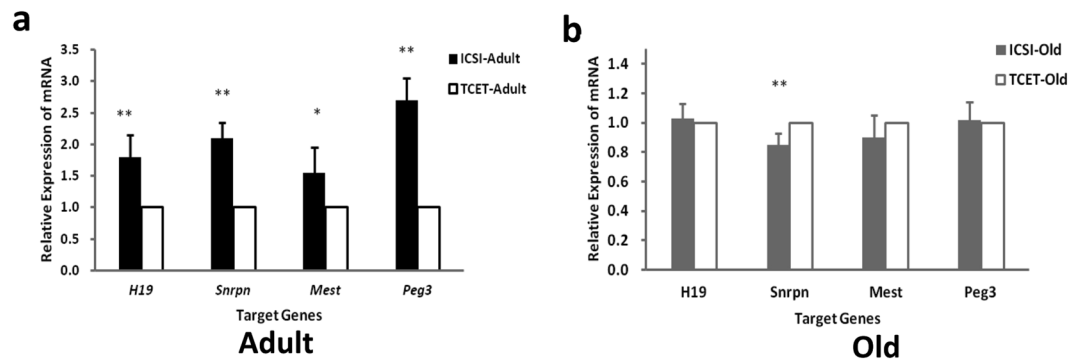 a
Relative Expression of mRNA
3.5
3.0
2.5
2.0
1.5
1.0
0.5
0.0
**
**
*
**
ICSI-Adult
TCET-Adult
H19 Snrpn Mest Peg3
Target Genes
Adult
b
Relative Expression of mRNA
1.4
1.2
1.0
0.8
0.6
0.4
0.2
0.0
**
ICSI-Old
TCET-Old
H19 Snrpn Mest Peg3
Target Genes
Old